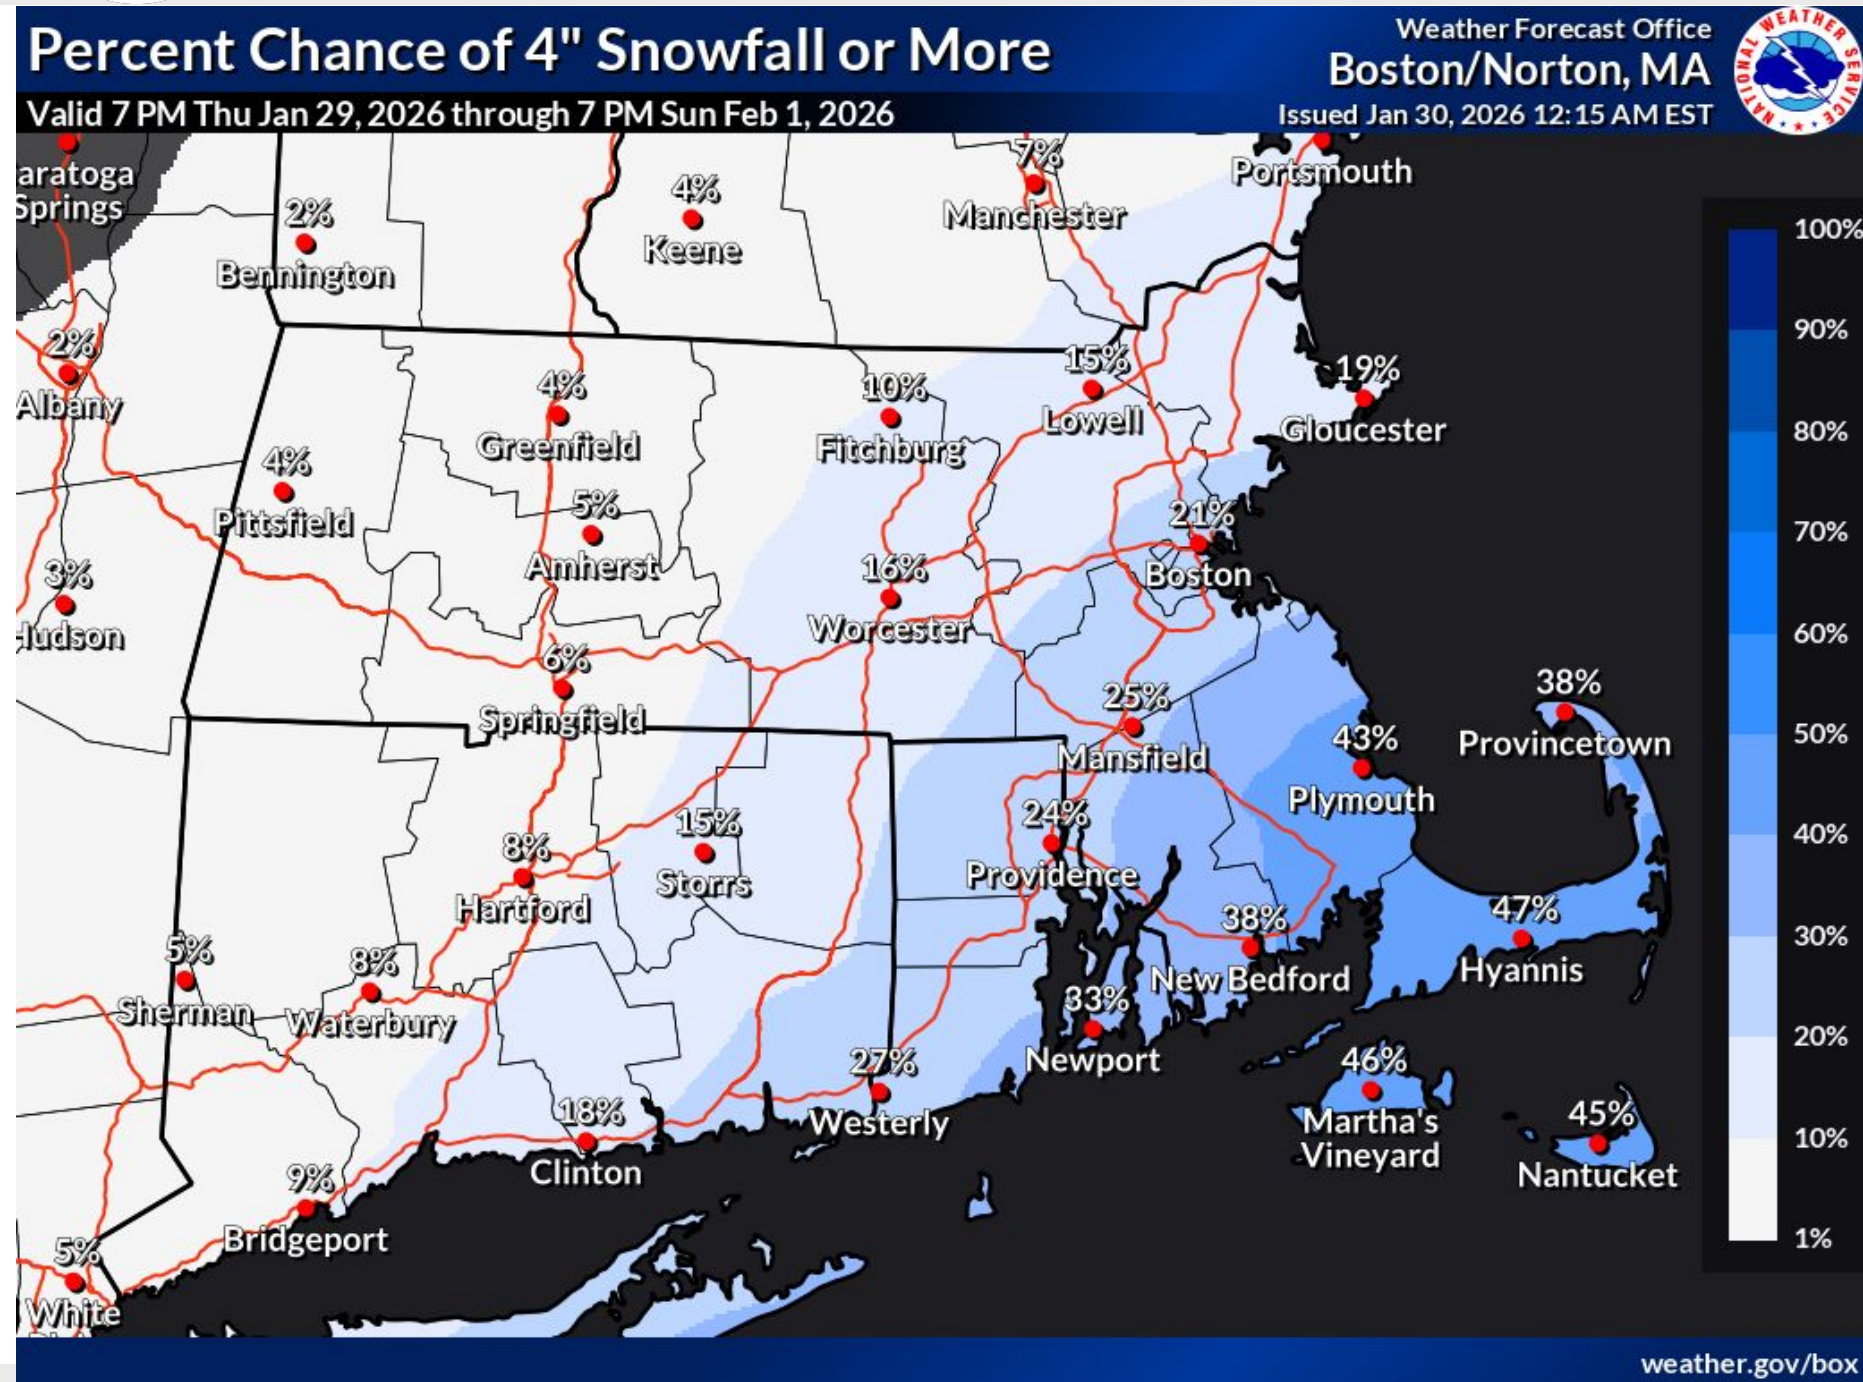 Percent Chance of 4" Snowfall or More
Valid 7 PM Thu Jan 29, 2026 through 7 PM Sun Feb 1, 2026
Weather Forecast Office
Boston/Norton, MA
Issued Jan 30, 2026 12:15 AM EST
NATIONAL WEATHER SERVICE
aratoga
Springs
2%
Bennington
4%
Keene
7%
Manchester
Portsmouth
2%
Albany
4%
Greenfield
10%
Fitchburg
15%
Lowell
19%
Gloucester
4%
Pittsfield
5%
Amherst
21%
Boston
3%
Hudson
16%
Worcester
6%
Springfield
25%
Mansfield
38%
Provincetown
43%
Plymouth
8%
Hartford
15%
Storrs
24%
Providence
38%
New Bedford
47%
Hyannis
5%
Sherman
8%
Waterbury
33%
Newport
27%
Westerly
46%
Martha's
Vineyard
45%
Nantucket
18%
Clinton
9%
Bridgeport
5%
White
100%
90%
80%
70%
60%
50%
40%
30%
20%
10%
1%
weather.gov/box